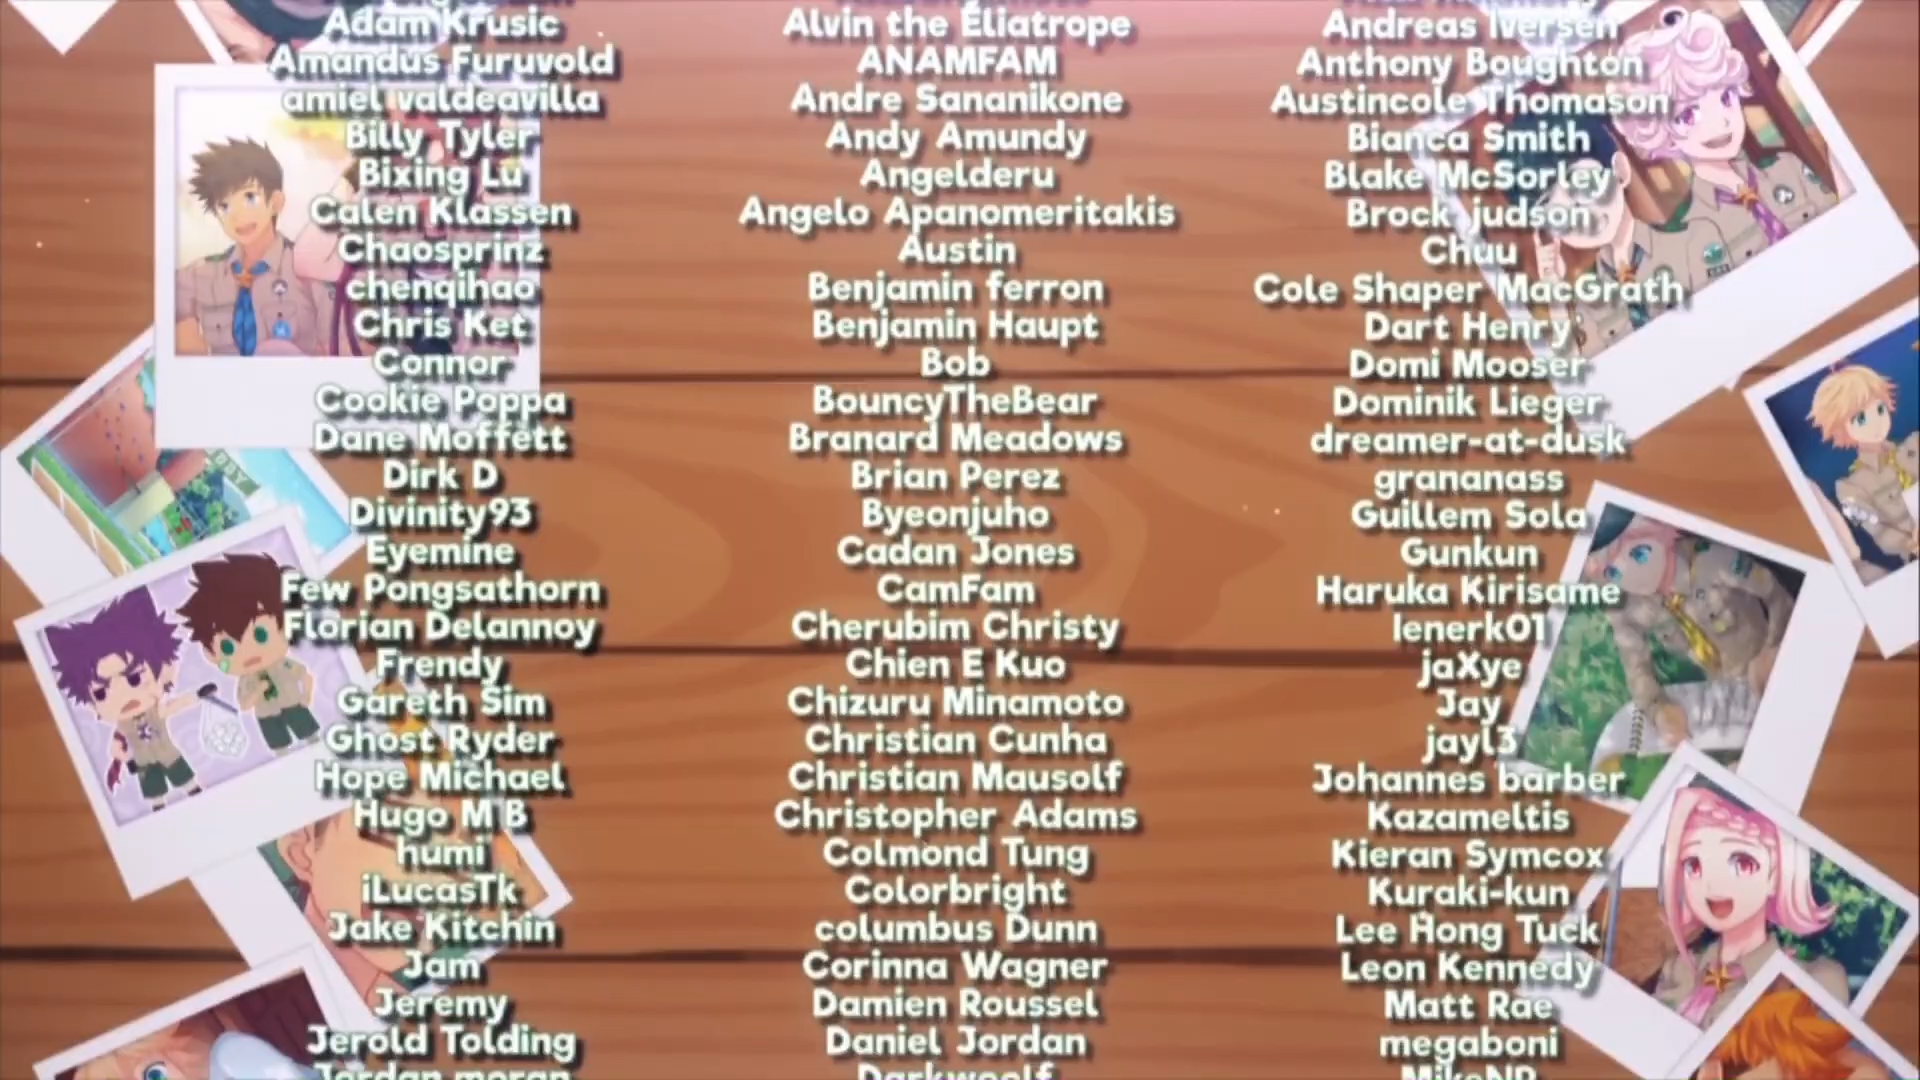 Adam Krusic
Amandus Furuvold
amiel valdeavilla
Billy Tyler
Bixing Lu
Calen Klassen
Chaosprinz
chenqihao
Chris Ket
Connor
Cookie Poppa
Dane Moffett
Dirk D
Divinity93
Eyemine
Few Pongsathorn
Florian Delannoy
Frendy
Gareth Sim
Ghost Ryder
Hope Michael
Hugo M B
humi
iLucasTk
Jake Kitchin
Jam
Jeremy
Jerold Tolding
Jordan moran
Alvin the Eliatrope
ANAMFAM
Andre Sananikone
Andy Amundy
Angelderu
Angelo Apanomeritakis
Austin
Benjamin ferron
Benjamin Haupt
Bob
BouncyTheBear
Branard Meadows
Brian Perez
Byeonjuho
Cadan Jones
CamFam
Cherubim Christy
Chien E Kuo
Chizuru Minamoto
Christian Cunha
Christian Mausolf
Christopher Adams
Colmond Tung
Colorbright
columbus Dunn
Corinna Wagner
Damien Roussel
Daniel Jordan
Andreas Iversen
Anthony Boughton
Austincole Thomason
Bianca Smith
Blake McSorley
Brock judson
Chuu
Cole Shaper MacGrath
Dart Henry
Domi Mooser
Dominik Lieger
dreamer-at-dusk
grananass
Guillem Sola
Gunkun
Haruka Kirisame
Ienerk01
jaXye
Jay
jayl3
Johannes barber
Kazameltis
Kieran Symcox
Kuraki-kun
Lee Hong Tuck
Leon Kennedy
Matt Rae
megaboni